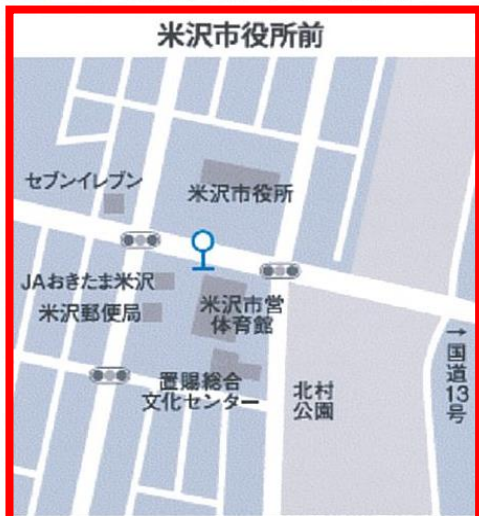 米沢市役所前
セブンイレブン
米沢市役所
JAおきたま米沢
米沢郵便局
米沢市営
体育館
置賜総合
文化センター
北村
公園
→国道13号